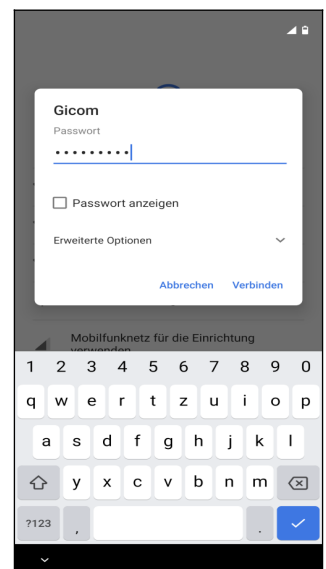 Gicom
Passwort
•••••••••
Passwort anzeigen
Erweiterte Optionen
Abbrechen Verbinden
Mobilfunknetz für die Einrichtung
verwenden
1 2 3 4 5 6 7 8 9 0
q w e r t z u i o p
a s d f g h j k l
y x c v b n m
?123 , .